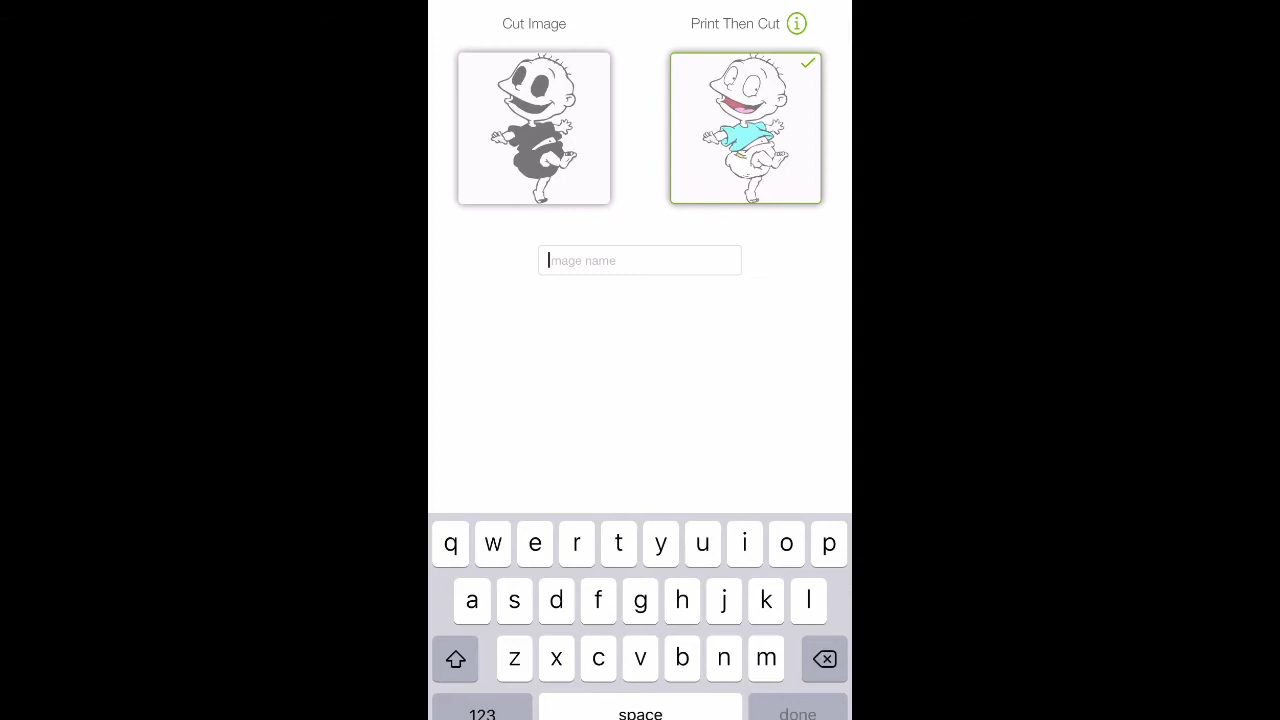 Cut Image
Print Then Cut i
Image name
q w e r t y u i o p
a s d f g h j k l
z x c v b n m
123 space done